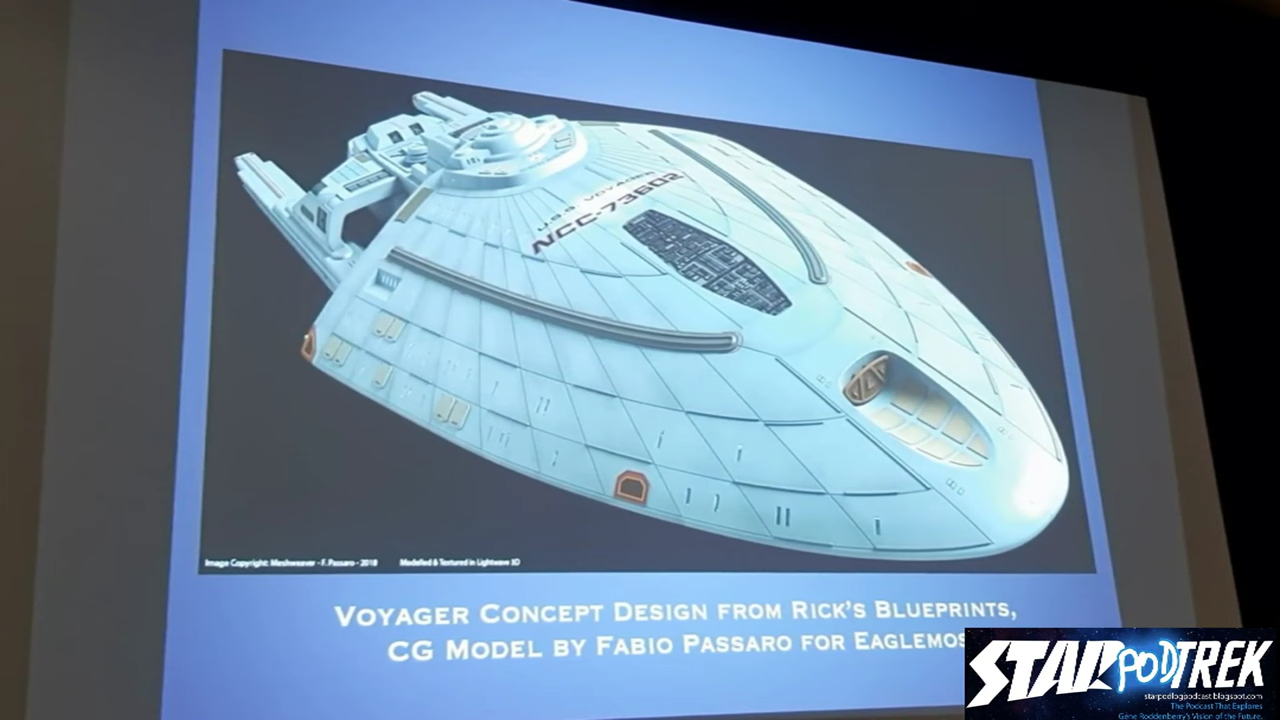 U.S.S. VOYAGER
NCC-73602
Image Copyright: Meshweaver - F. Passaro - 2018 Modelled & Textured in Lightwave 3D
VOYAGER CONCEPT DESIGN FROM RICK'S BLUEPRINTS,
CG MODEL BY FABIO PASSARO FOR EAGLEMOS
STAR PODTREK
starpodlogpodcast.blogspot.com
The Podcast That Explores
Gene Roddenberry's Vision of the Future.